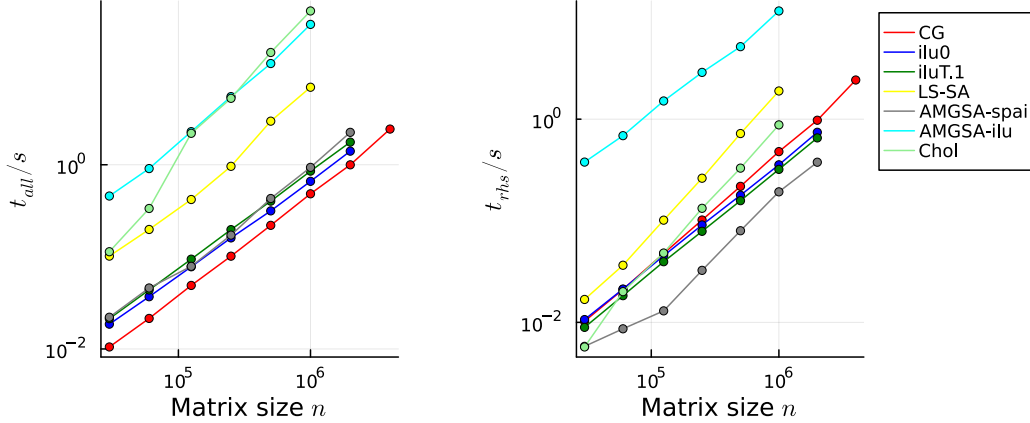 t_all/s
10^0
10^-2
10^5
10^6
Matrix size n
t_rhs/s
10^0
10^-2
10^5
10^6
Matrix size n
CG
ilu0
iluT.1
LS-SA
AMGSA-spai
AMGSA-ilu
Chol